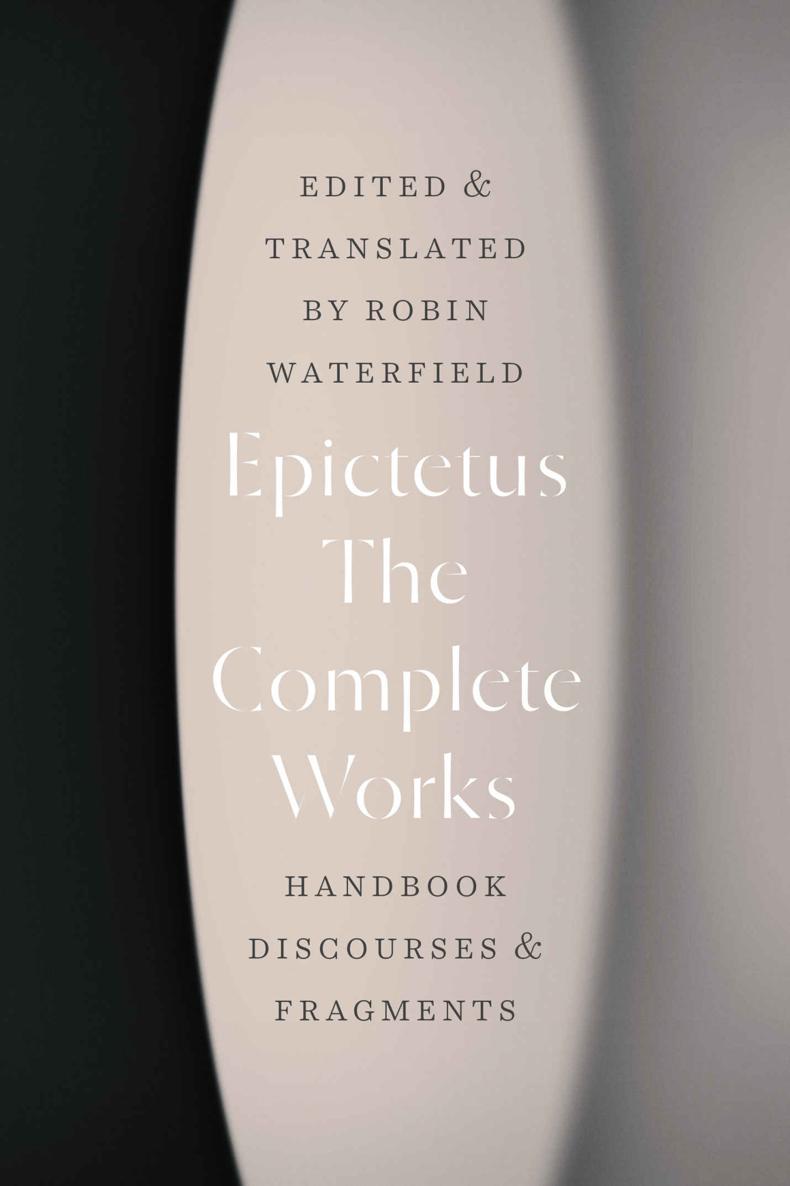 EDITED &
TRANSLATED
BY ROBIN
WATERFIELD
Epictetus
The
Complete
Works
HANDBOOK
DISCOURSES &
FRAGMENTS